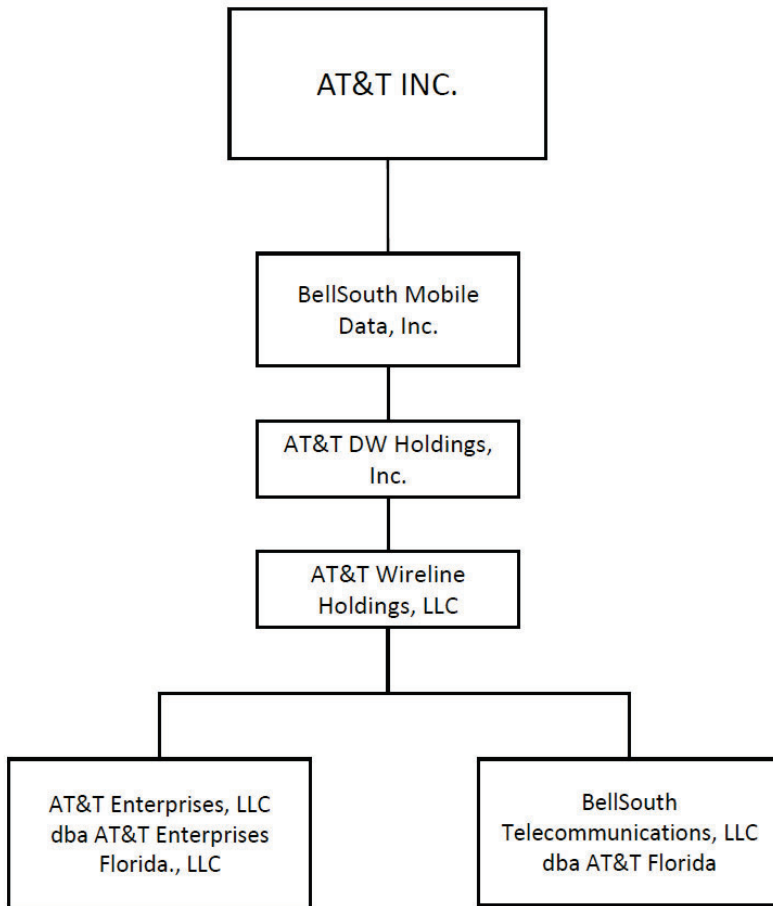 AT&T INC.
BellSouth Mobile
Data, Inc.
AT&T DW Holdings,
Inc.
AT&T Wireline
Holdings, LLC
AT&T Enterprises, LLC
dba AT&T Enterprises
Florida., LLC
BellSouth
Telecommunications, LLC
dba AT&T Florida